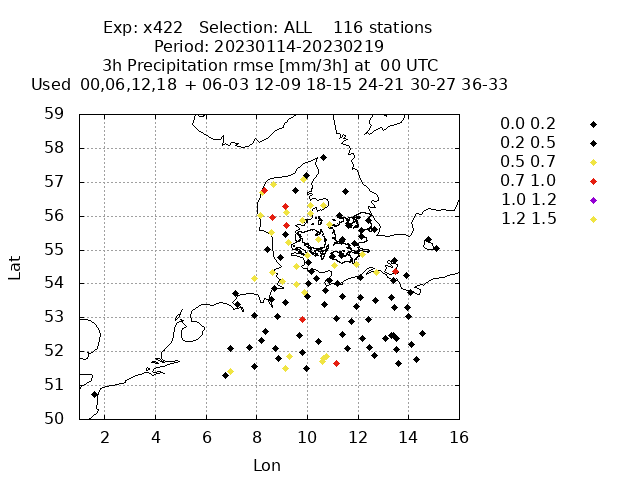 Exp: x422 Selection: ALL 116 stations
Period: 20230114-20230219
3h Precipitation rmse [mm/3h] at 00 UTC
Used 00,06,12,18 + 06-03 12-09 18-15 24-21 30-27 36-33
59
58
57
56
55
54
53
52
51
50
Lat
2 4 6 8 10 12 14 16
Lon
0.0 0.2
0.2 0.5
0.5 0.7
0.7 1.0
1.0 1.2
1.2 1.5